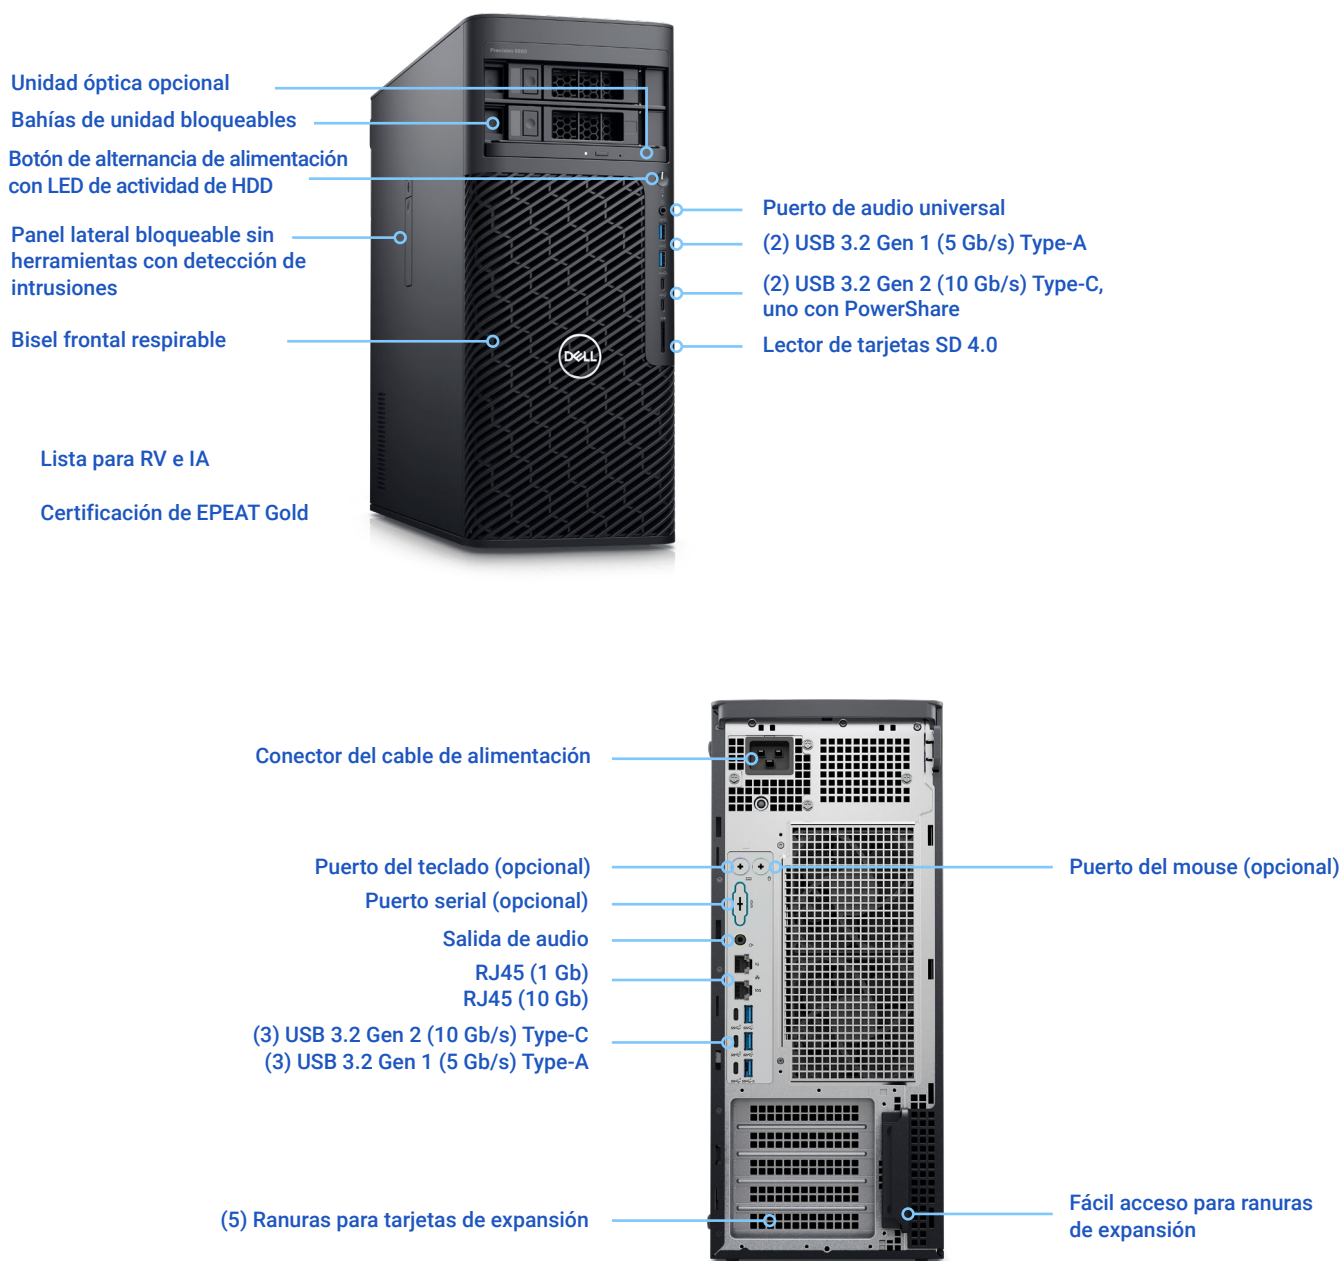 Precision 5860
Unidad óptica opcional
Bahías de unidad bloqueables
Botón de alternancia de alimentación
con LED de actividad de HDD
Panel lateral bloqueable sin
herramientas con detección de
intrusiones
Bisel frontal respirable
Lista para RV e IA
Certificación de EPEAT Gold
DELL
Puerto de audio universal
(2) USB 3.2 Gen 1 (5 Gb/s) Type-A
(2) USB 3.2 Gen 2 (10 Gb/s) Type-C,
uno con PowerShare
Lector de tarjetas SD 4.0
Conector del cable de alimentación
Puerto del teclado (opcional)
Puerto serial (opcional)
Salida de audio
RJ45 (1 Gb)
RJ45 (10 Gb)
(3) USB 3.2 Gen 2 (10 Gb/s) Type-C
(3) USB 3.2 Gen 1 (5 Gb/s) Type-A
(5) Ranuras para tarjetas de expansión
Puerto del mouse (opcional)
Fácil acceso para ranuras
de expansión